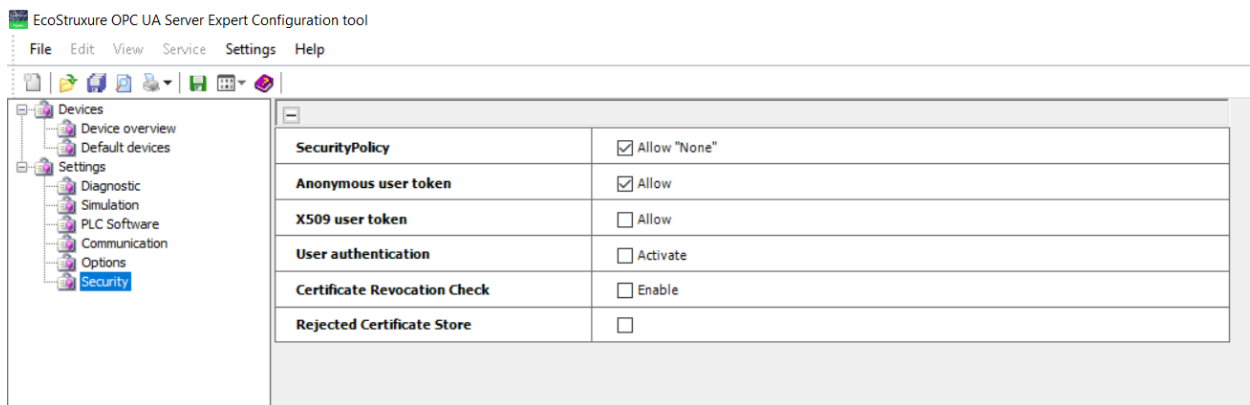 EcoStruxure OPC UA Server Expert Configuration tool
File Edit View Service Settings Help
Devices
Device overview
Default devices
Settings
Diagnostic
Simulation
PLC Software
Communication
Options
Security
SecurityPolicy Allow "None"
Anonymous user token Allow
X509 user token Allow
User authentication Activate
Certificate Revocation Check Enable
Rejected Certificate Store